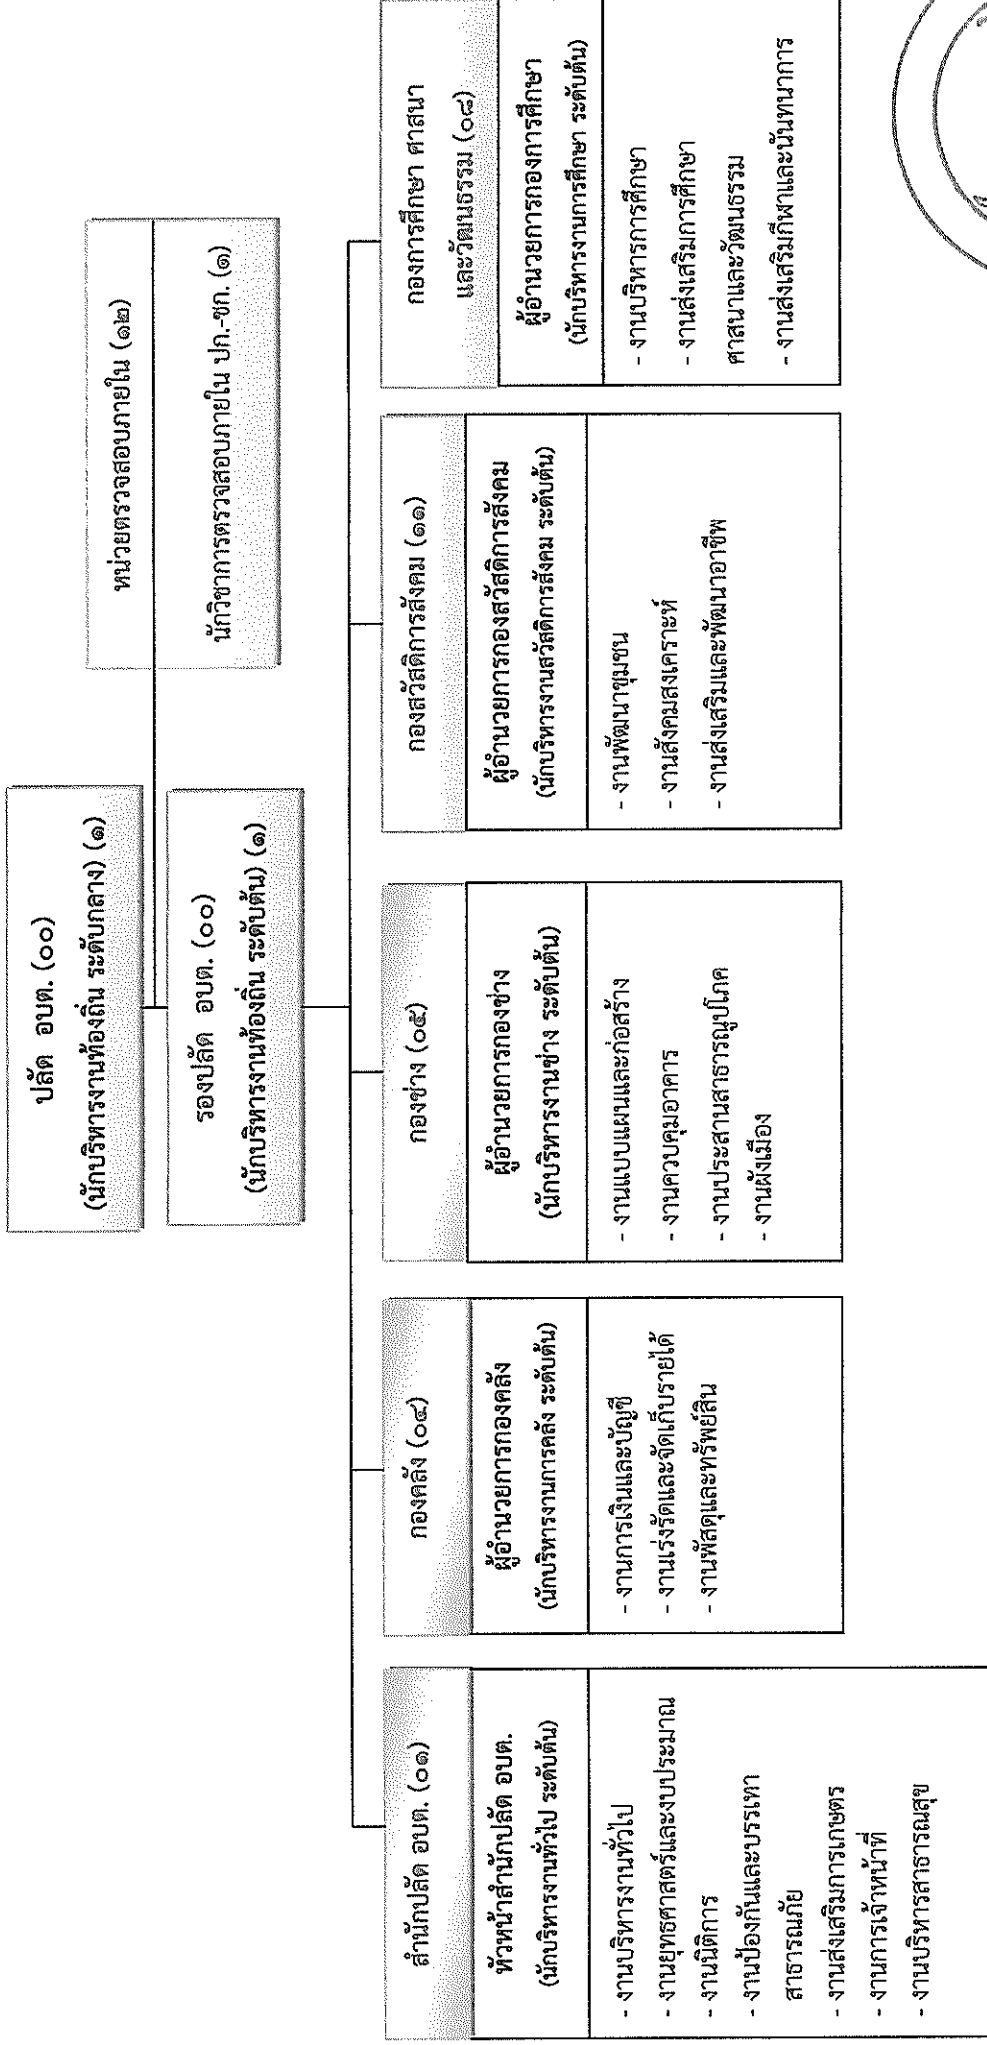 ปลัด อบต. (๐๐)
(นักบริหารงานท้องถิ่น ระดับกลาง) (๑)
หน่วยตรวจสอบภายใน (๑๒)
นักวิชาการตรวจสอบภายใน ปก.-ชก. (๑)
รองปลัด อบต. (๐๐)
(นักบริหารงานท้องถิ่น ระดับต้น) (๑)
สำนักปลัด อบต. (๐๑)
หัวหน้าสำนักปลัด อบต.
(นักบริหารงานทั่วไป ระดับต้น)
- งานบริหารงานทั่วไป
- งานยุทธศาสตร์และงบประมาณ
- งานนิติการ
- งานป้องกันและบรรเทา
สาธารณภัย
- งานส่งเสริมการเกษตร
- งานการเจ้าหน้าที่
- งานบริหารสาธารณสุข
กองคลัง (๐๔)
ผู้อำนวยการกองคลัง
(นักบริหารงานการคลัง ระดับต้น)
- งานการเงินและบัญชี
- งานเร่งรัดและจัดเก็บรายได้
- งานพัสดุและทรัพย์สิน
กองช่าง (๐๕)
ผู้อำนวยการกองช่าง
(นักบริหารงานช่าง ระดับต้น)
- งานแบบแผนและก่อสร้าง
- งานควบคุมอาคาร
- งานประสานสาธารณูปโภค
- งานผังเมือง
กองสวัสดิการสังคม (๑๑)
ผู้อำนวยการกองสวัสดิการสังคม
(นักบริหารงานสวัสดิการสังคม ระดับต้น)
- งานพัฒนาชุมชน
- งานสังคมสงเคราะห์
- งานส่งเสริมและพัฒนาอาชีพ
กองการศึกษา ศาสนา
และวัฒนธรรม (๐๘)
ผู้อำนวยการกองการศึกษา
(นักบริหารงานการศึกษา ระดับต้น)
- งานบริหารการศึกษา
- งานส่งเสริมการศึกษา
ศาสนาและวัฒนธรรม
- งานส่งเสริมกีฬาและนันทนาการ